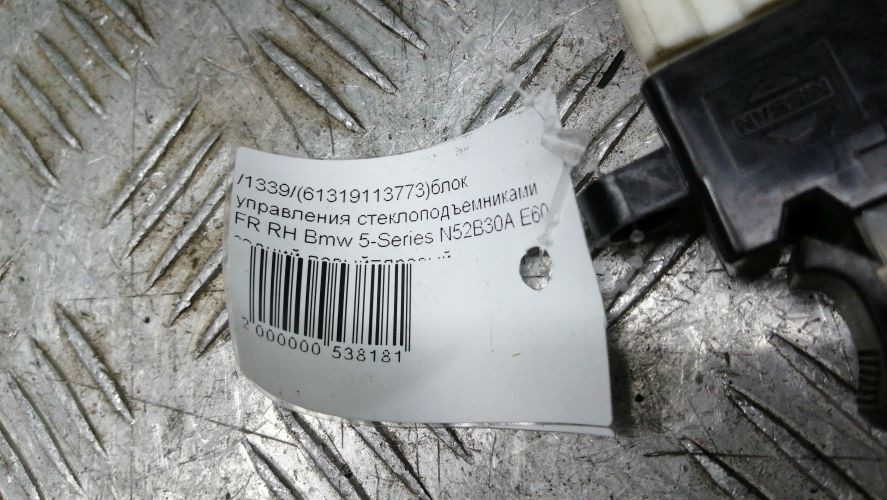 /1339/(61319113773)блок
управления стеклоподъемниками
FR RH Bmw 5-Series N52B30A E60
2 000000 538181
NISSAN